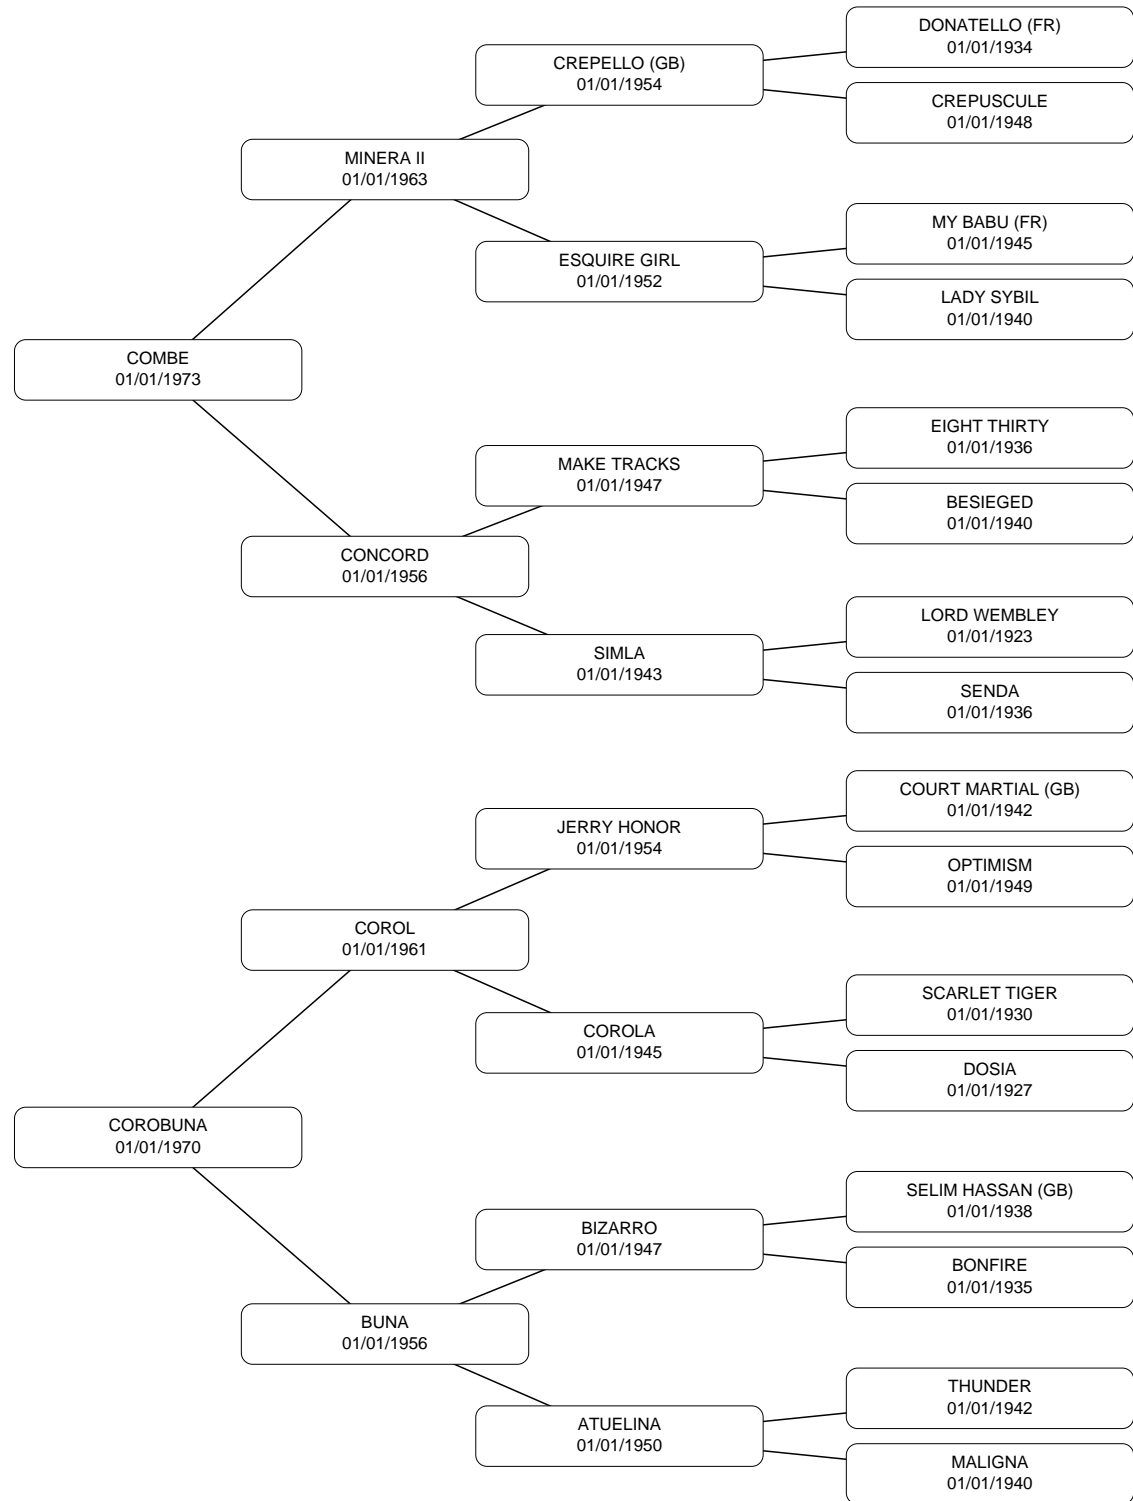 DONATELLO (FR)
01/01/1934
CREPELLO (GB)
01/01/1954
CREPUSCULE
01/01/1948
MINERA II
01/01/1963
MY BABU (FR)
01/01/1945
ESQUIRE GIRL
01/01/1952
LADY SYBIL
01/01/1940
COMBE
01/01/1973
EIGHT THIRTY
01/01/1936
MAKE TRACKS
01/01/1947
BESIEGED
01/01/1940
CONCORD
01/01/1956
LORD WEMBLEY
01/01/1923
SIMLA
01/01/1943
SENDA
01/01/1936
COURT MARTIAL (GB)
01/01/1942
JERRY HONOR
01/01/1954
OPTIMISM
01/01/1949
COROL
01/01/1961
SCARLET TIGER
01/01/1930
COROLA
01/01/1945
DOSIA
01/01/1927
COROBUNA
01/01/1970
SELIM HASSAN (GB)
01/01/1938
BIZARRO
01/01/1947
BONFIRE
01/01/1935
BUNA
01/01/1956
THUNDER
01/01/1942
ATUELINA
01/01/1950
MALIGNA
01/01/1940